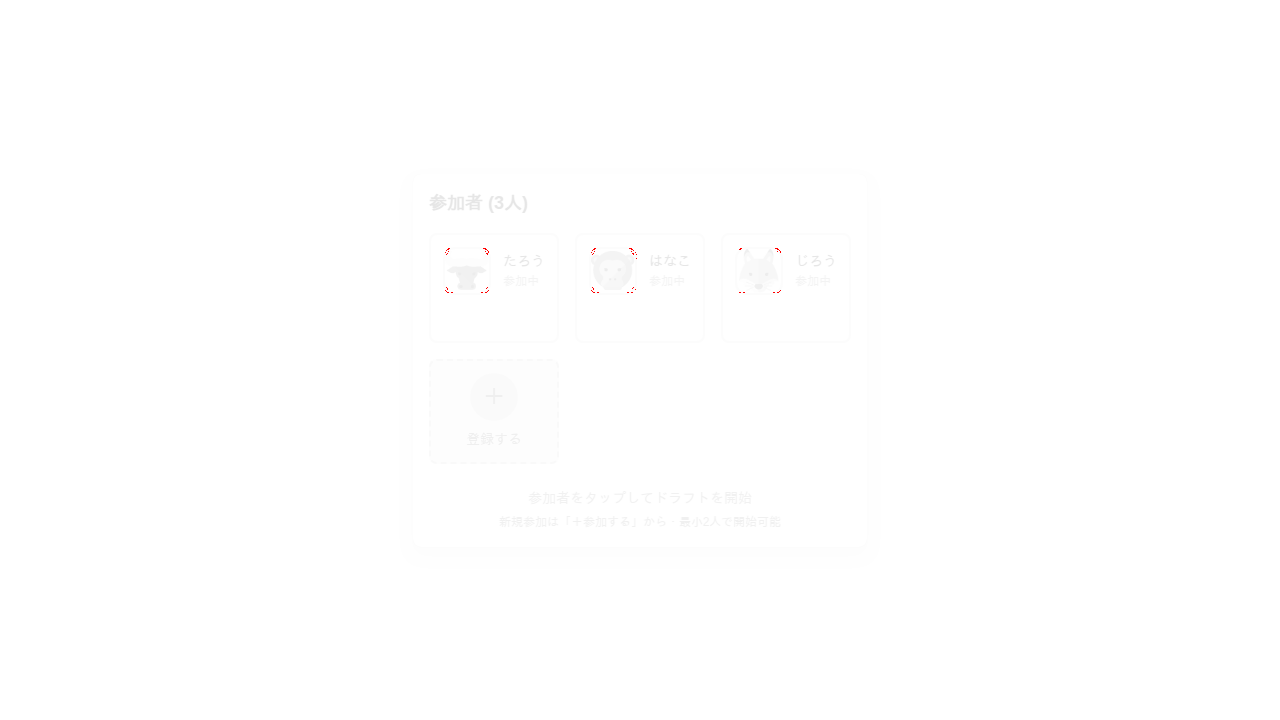 参加者 (3人)
たろう
参加中
はなこ
参加中
じろう
参加中
+
登録する
参加者をタップしてドラフトを開始
新規参加は「＋参加する」から・最小2人で開始可能